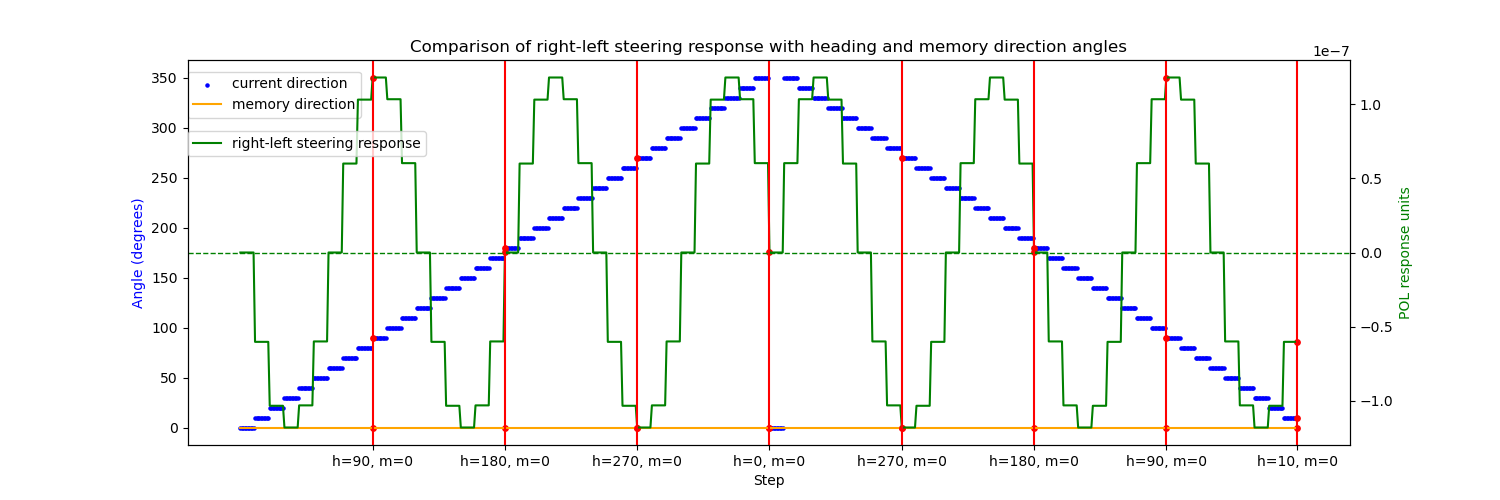 Comparison of right-left steering response with heading and memory direction angles
1e−7
current direction
memory direction
right-left steering response
Angle (degrees)
350
300
250
200
150
100
50
0
POL response units
1.0
0.5
0.0
−0.5
−1.0
h=90, m=0 h=180, m=0 h=270, m=0 h=0, m=0 h=270, m=0 h=180, m=0 h=90, m=0 h=10, m=0
Step